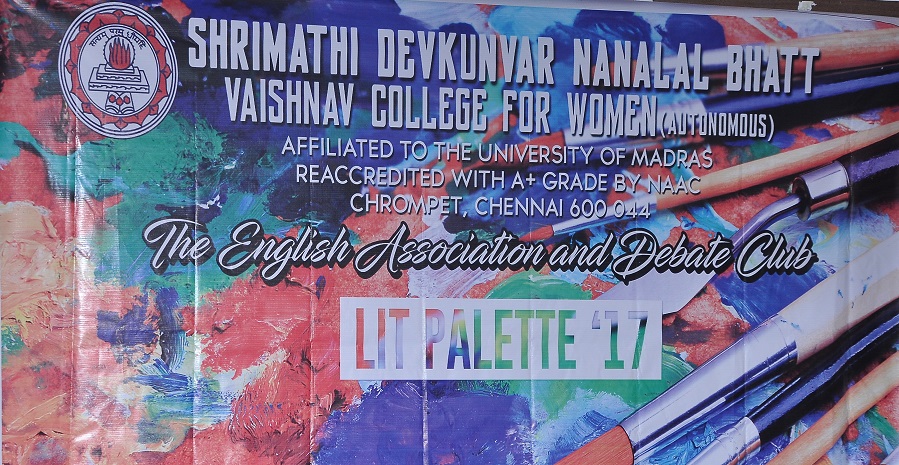 SHRIMATHI DEVKUNVAR NANALAL BHATT
VAISHNAV COLLEGE FOR WOMEN (AUTONOMOUS)
AFFILIATED TO THE UNIVERSITY OF MADRAS
REACCREDITED WITH A+ GRADE BY NAAC
CHROMPET, CHENNAI 600 044
The English Association and Debate Club
LIT PALETTE ‘17